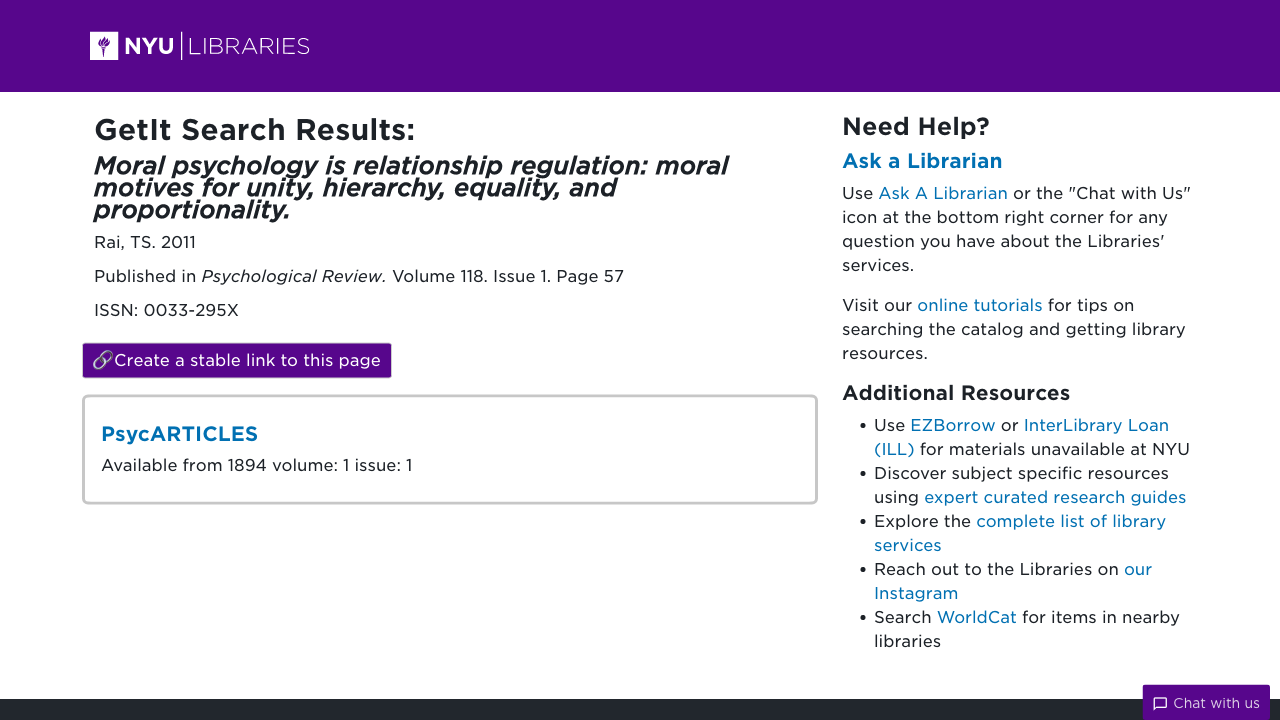 NYU LIBRARIES
GetIt Search Results:
Moral psychology is relationship regulation: moral
motives for unity, hierarchy, equality, and
proportionality.
Rai, TS. 2011
Published in Psychological Review. Volume 118. Issue 1. Page 57
ISSN: 0033-295X
Create a stable link to this page
PsycARTICLES
Available from 1894 volume: 1 issue: 1
Need Help?
Ask a Librarian
Use Ask A Librarian or the "Chat with Us"
icon at the bottom right corner for any
question you have about the Libraries'
services.
Visit our online tutorials for tips on
searching the catalog and getting library
resources.
Additional Resources
• Use EZBorrow or InterLibrary Loan
(ILL) for materials unavailable at NYU
• Discover subject specific resources
using expert curated research guides
• Explore the complete list of library
services
• Reach out to the Libraries on our
Instagram
• Search WorldCat for items in nearby
libraries
Chat with us